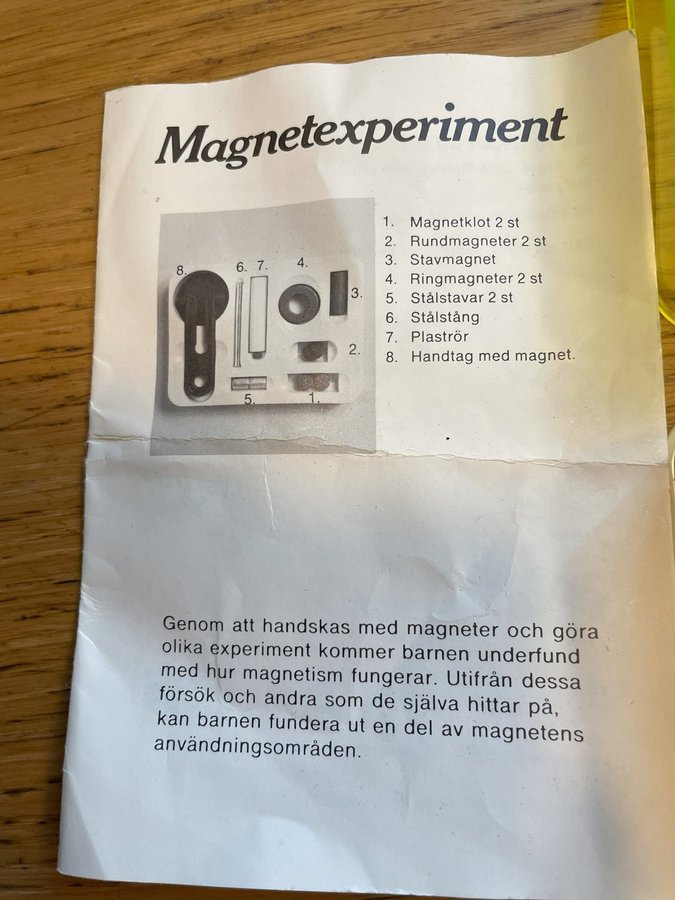 Magnetexperiment
1. Magnetklot 2 st
2. Rundmagneter 2 st
3. Stavmagnet
4. Ringmagneter 2 st
5. Stålstavar 2 st
6. Stålstång
7. Plaströr
8. Handtag med magnet.
8. 6. 7. 4.
3.
2.
5. 1.
Genom att handskas med magneter och göra
olika experiment kommer barnen underfund
med hur magnetism fungerar. Utifrån dessa
försök och andra som de själva hittar på,
kan barnen fundera ut en del av magnetens
användningsområden.